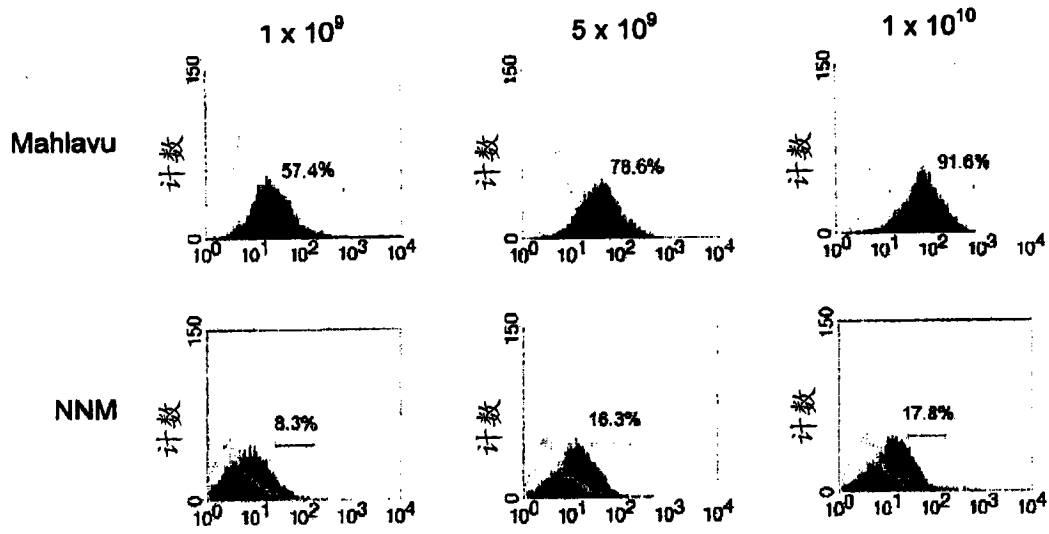 1 x 10⁹ 5 x 10⁹ 1 x 10¹⁰
Mahlavu
计数 150 0 57.4% 10⁰ 10¹ 10² 10³ 10⁴
计数 150 0 78.6% 10⁰ 10¹ 10² 10³ 10⁴
计数 150 0 91.6% 10⁰ 10¹ 10² 10³ 10⁴
NNM
计数 150 0 8.3% 10⁰ 10¹ 10² 10³ 10⁴
计数 150 0 16.3% 10⁰ 10¹ 10² 10³ 10⁴
计数 150 0 17.8% 10⁰ 10¹ 10² 10³ 10⁴